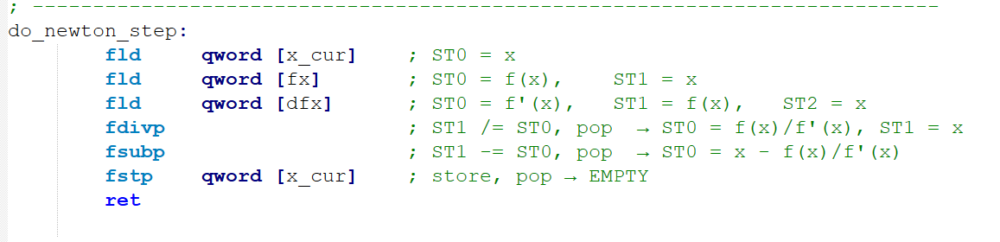 ; ---------------------------------------------------------------------------
do_newton_step:
        fld     qword [x_cur]    ; ST0 = x
        fld     qword [fx]       ; ST0 = f(x),    ST1 = x
        fld     qword [dfx]      ; ST0 = f'(x),   ST1 = f(x),   ST2 = x
        fdivp                    ; ST1 /= ST0, pop  → ST0 = f(x)/f'(x), ST1 = x
        fsubp                    ; ST1 -= ST0, pop  → ST0 = x - f(x)/f'(x)
        fstp    qword [x_cur]    ; store, pop → EMPTY
        ret